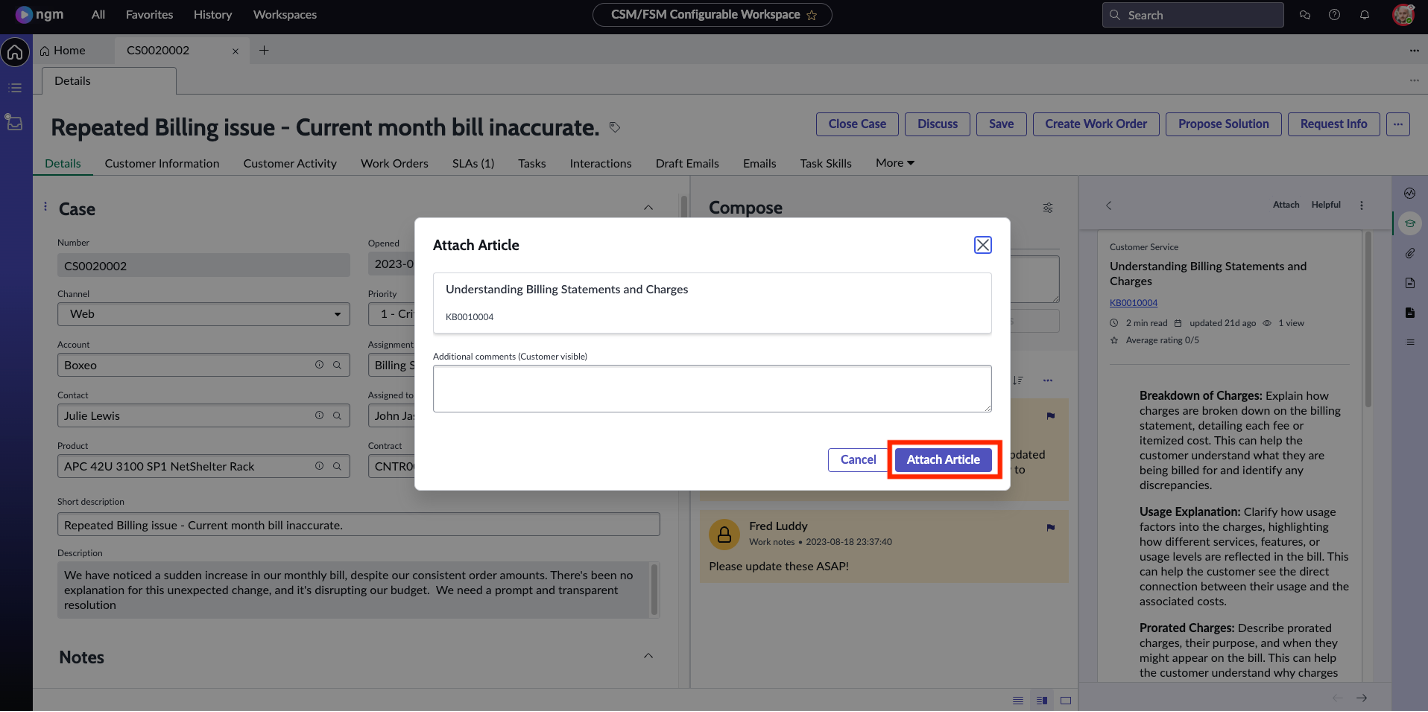 ngm
All
Favorites
History
Workspaces
CSM/FSM Configurable Workspace
Search
Home
CS0020002
Details
Repeated Billing issue - Current month bill inaccurate.
Close Case
Discuss
Save
Create Work Order
Propose Solution
Request Info
Details
Customer Information
Customer Activity
Work Orders
SLAs (1)
Tasks
Interactions
Draft Emails
Emails
Task Skills
More
Case
Number
CS0020002
Channel
Web
Account
Boxeo
Contact
Julie Lewis
Product
APC 42U 3100 SP1 NetShelter Rack
Opened
2023-0
Priority
1 - Cri
Assignment
Billing S
Assigned to
John Ja
Contract
CNTR0
Short description
Repeated Billing issue - Current month bill inaccurate.
Description
We have noticed a sudden increase in our monthly bill, despite our consistent order amounts. There's been no
explanation for this unexpected change, and it's disrupting our budget. We need a prompt and transparent
resolution
Notes
Compose
Attach Article
Understanding Billing Statements and Charges
KB0010004
Additional comments (Customer visible)
Cancel
Attach Article
pdated
to
Fred Luddy
Work notes • 2023-08-18 23:37:40
Please update these ASAP!
Attach
Helpful
Customer Service
Understanding Billing Statements and
Charges
KB0010004
2 min read
updated 21d ago
1 view
Average rating 0/5
Breakdown of Charges: Explain how
charges are broken down on the billing
statement, detailing each fee or
itemized cost. This can help the
customer understand what they are
being billed for and identify any
discrepancies.
Usage Explanation: Clarify how usage
factors into the charges, highlighting
how different services, features, or
usage levels are reflected in the bill. This
can help the customer see the direct
connection between their usage and the
associated costs.
Prorated Charges: Describe prorated
charges, their purpose, and when they
might appear on the bill. This can help
the customer understand why charges